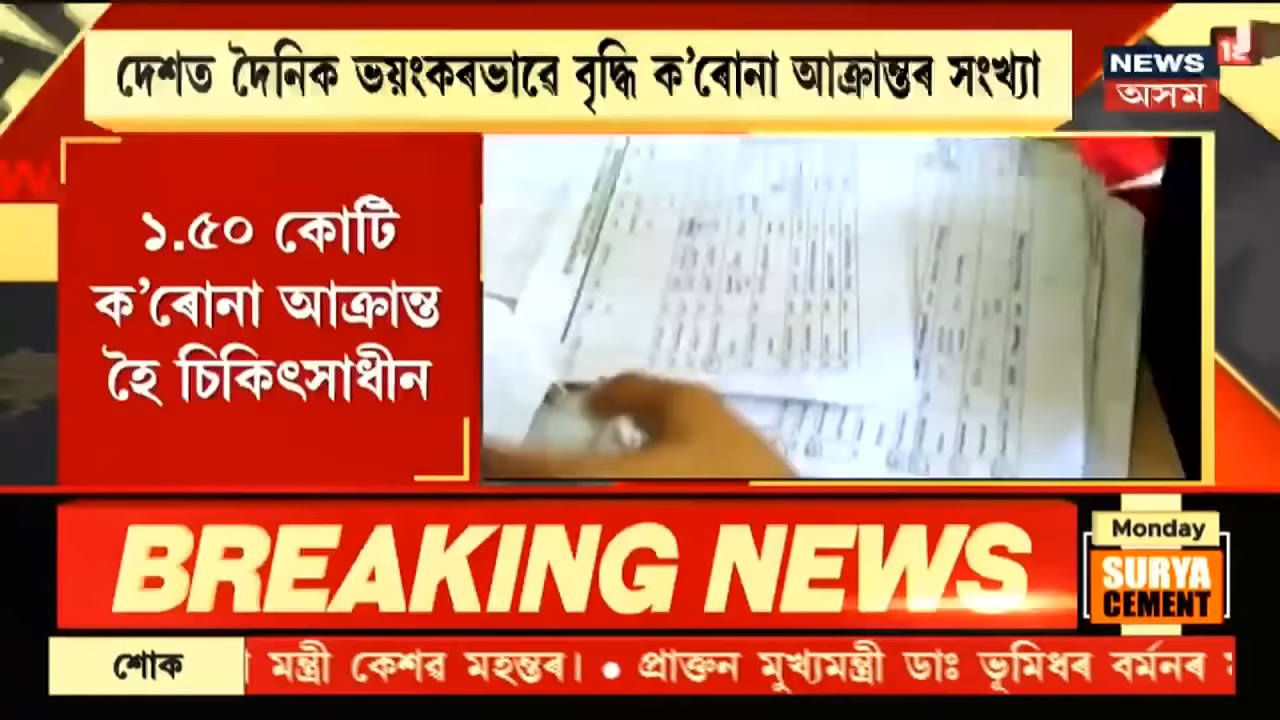 দেশত দৈনিক ভয়ংকৰভাৱে বৃদ্ধি ক'ৰোনা আক্ৰান্তৰ সংখ্যা
NEWS 18
অসম
১.৫০ কোটি
ক'ৰোনা আক্ৰান্ত
হৈ চিকিৎসাধীন
BREAKING NEWS
Monday
SURYA
CEMENT
শোক
মন্ত্ৰী কেশৱ মহন্তৰ। • প্ৰাক্তন মুখ্যমন্ত্ৰী ডাঃ ভূমিধৰ বৰ্মনৰ